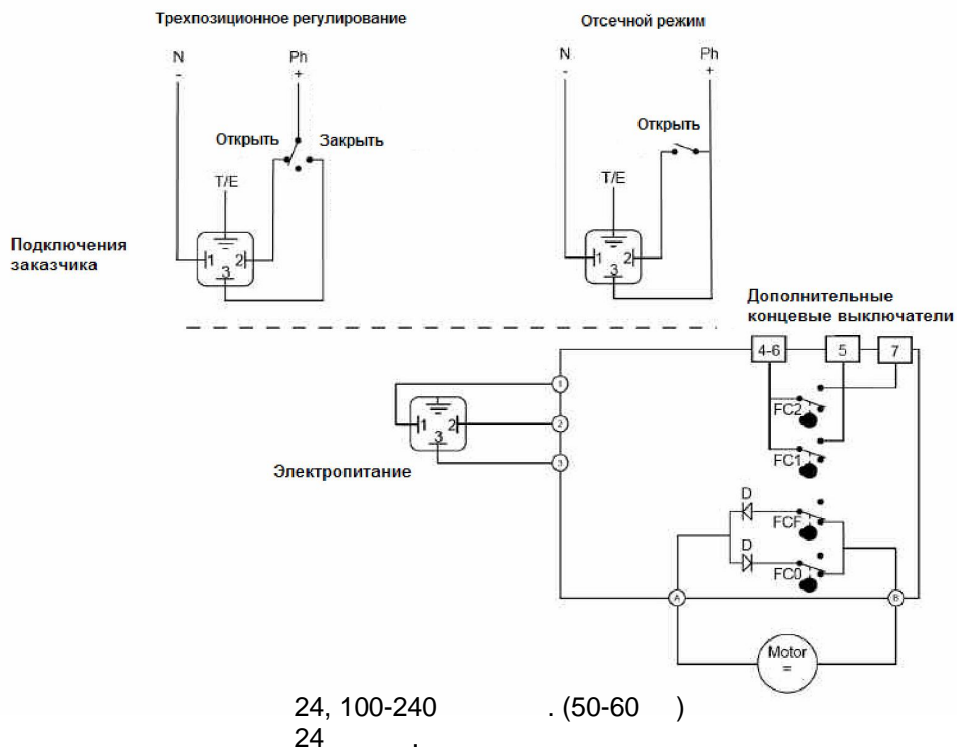 Трехпозиционное регулирование
Отсечной режим
N
-
Ph
+
N
-
Ph
+
Открыть
Закрыть
Открыть
T/E
T/E
1 2
3
1 2
3
Подключения
заказчика
Дополнительные
концевые выключатели
4-6 5 7
1
2
3
1 2
3
FC2
FC1
Электропитание
D
FCF
D
FC0
A
B
Motor
=
24, 100-240 . (50-60 )
24 .